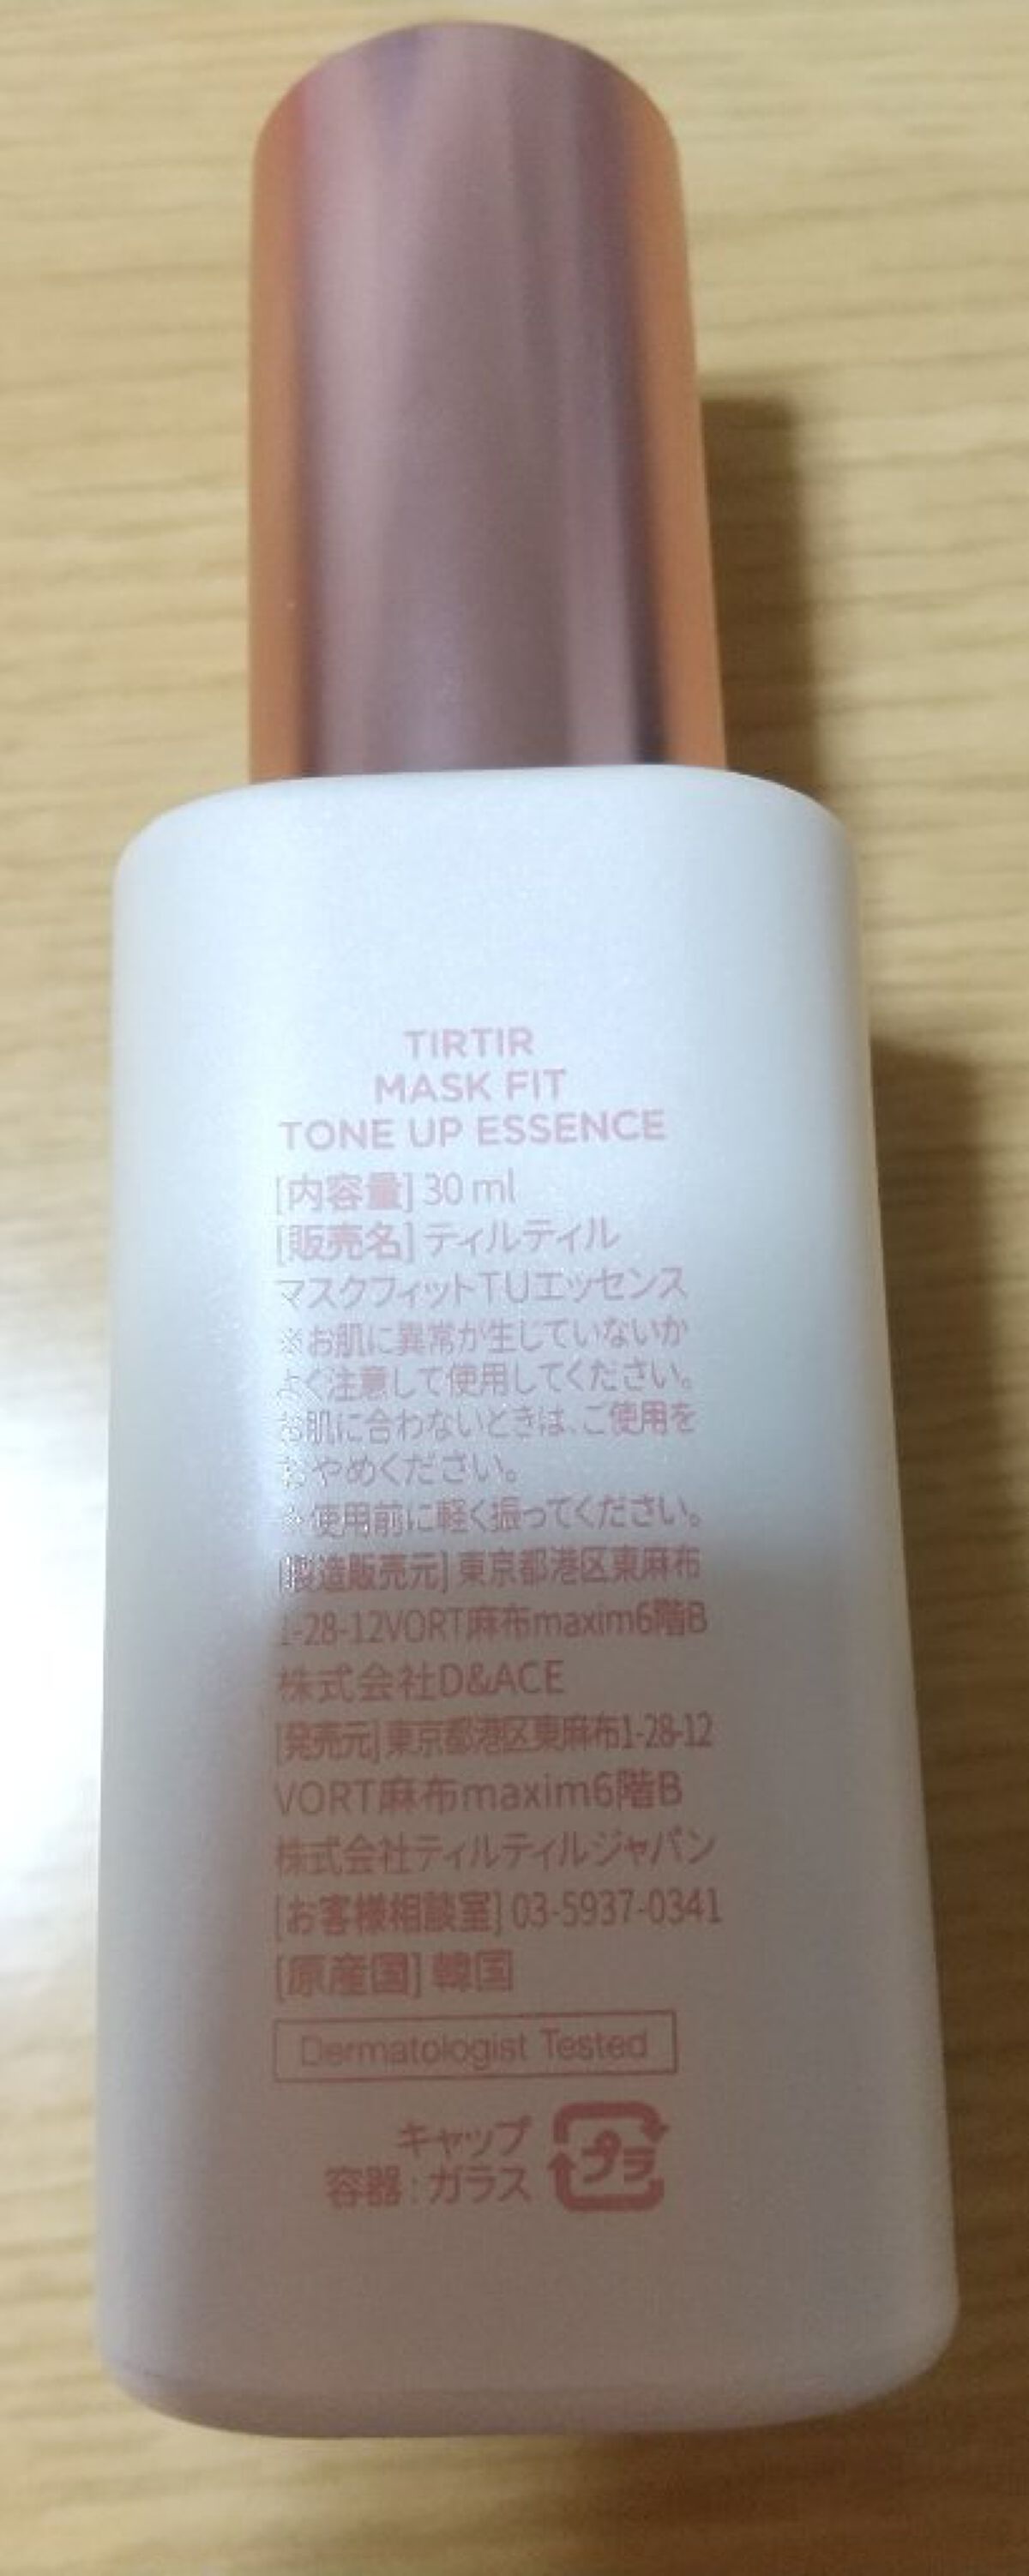 TIRTIR
MASK FIT
TONE UP ESSENCE
[内容量] 30 ml
[販売名] ティルティル
マスクフィットTUエッセンス
※お肌に異常が生じていないか
よく注意して使用してください。
お肌に合わないときは、ご使用を
おやめください。
※使用前に軽く振ってください。
[製造販売元] 東京都港区東麻布
1-28-12VORT麻布maxim6階B
株式会社D&ACE
[発売元] 東京都港区東麻布1-28-12
VORT麻布maxim6階B
株式会社ティルティルジャパン
[お客様相談室] 03-5937-0341
[原産国] 韓国
Dermatologist Tested
キャップ
容器：ガラス
プラ